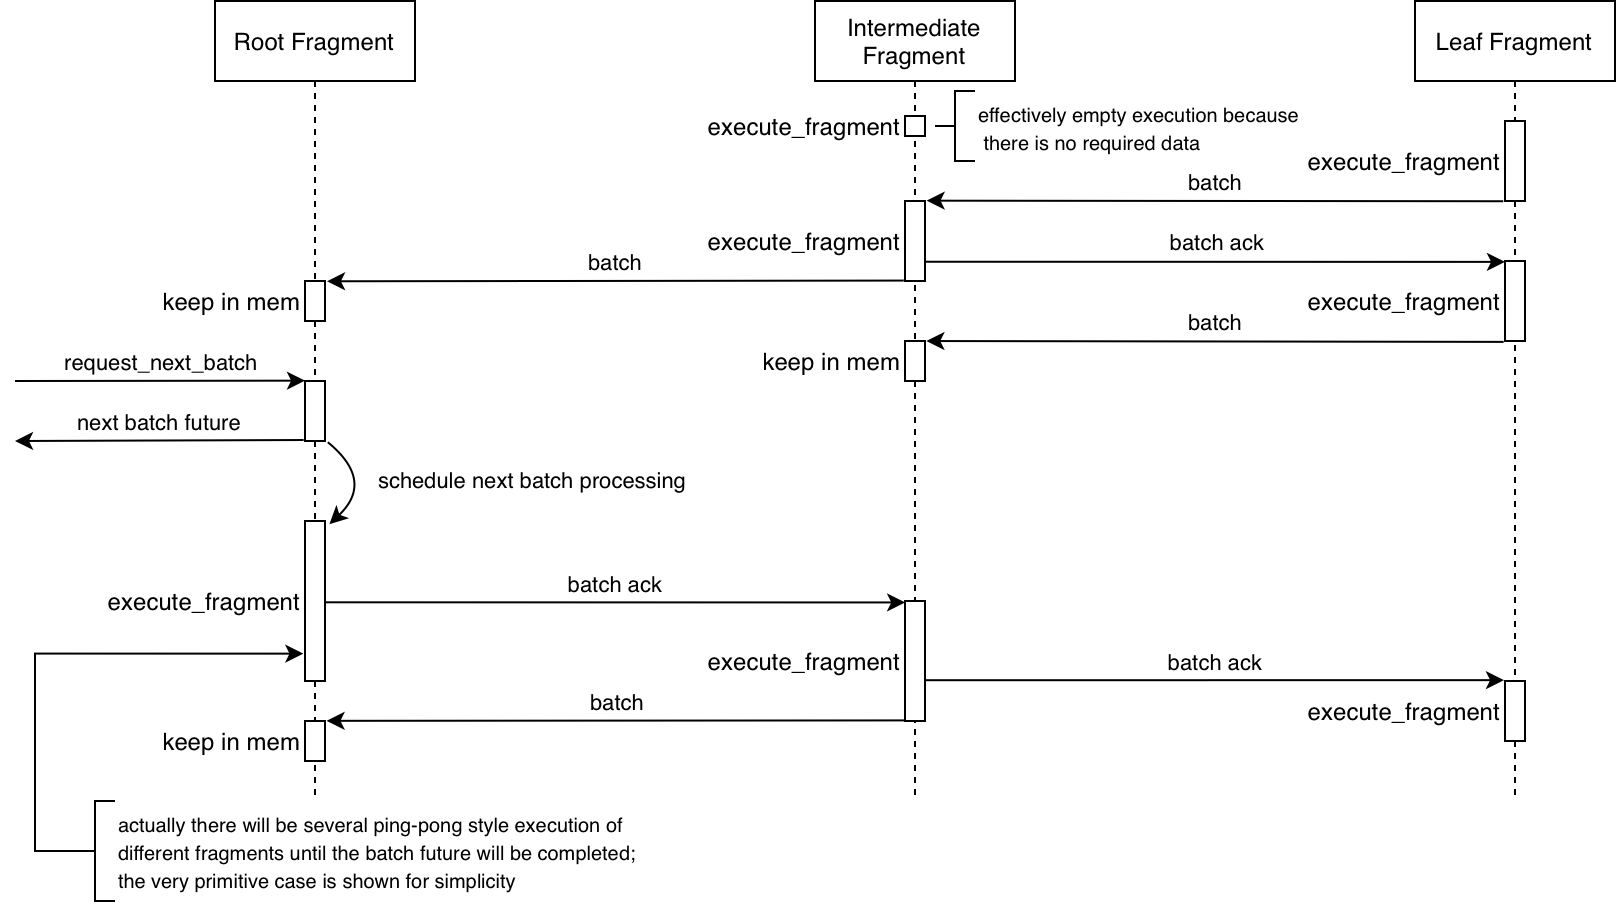 Root Fragment
Intermediate
Fragment
Leaf Fragment
execute_fragment
effectively empty execution because
there is no required data
execute_fragment
batch
execute_fragment
batch ack
batch
keep in mem
execute_fragment
batch
keep in mem
request_next_batch
next batch future
schedule next batch processing
batch ack
execute_fragment
execute_fragment
batch ack
batch
execute_fragment
keep in mem
actually there will be several ping-pong style execution of
different fragments until the batch future will be completed;
the very primitive case is shown for simplicity